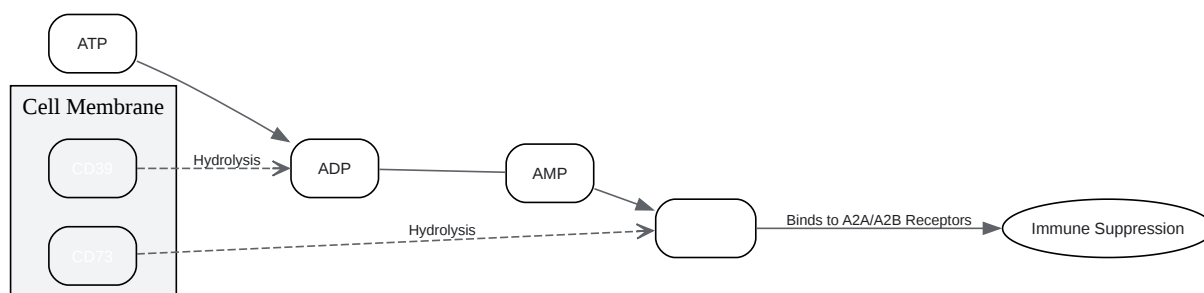 ATP
Cell Membrane
CD39
Hydrolysis
ADP
AMP
CD73
Hydrolysis
Binds to A2A/A2B Receptors
Immune Suppression